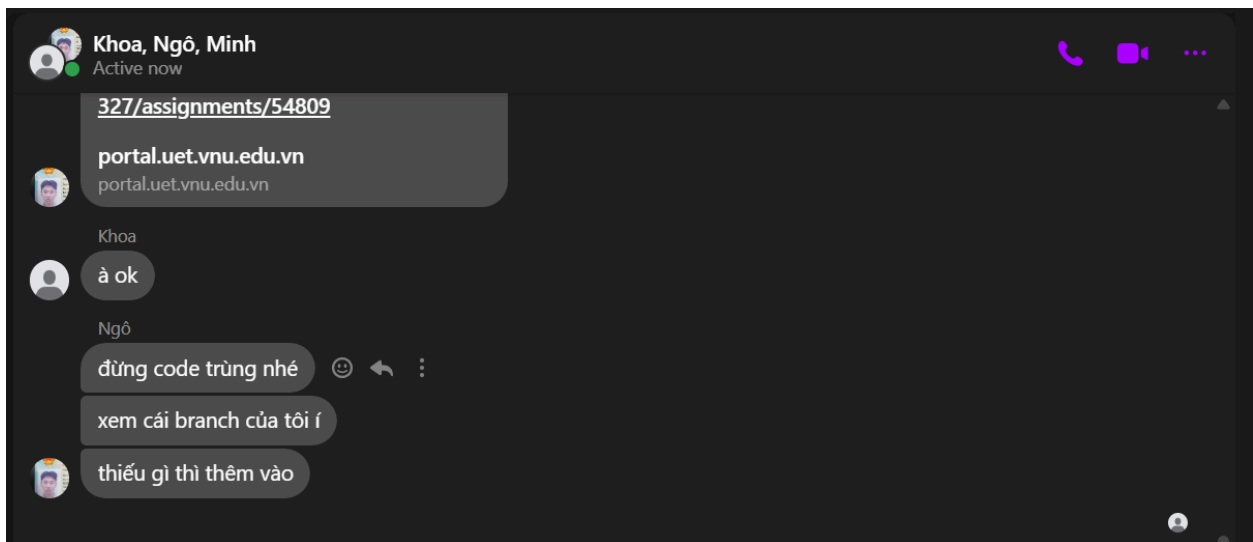 Khoa, Ngô, Minh
Active now
327/assignments/54809
portal.uet.vnu.edu.vn
portal.uet.vnu.edu.vn
Khoa
à ok
Ngô
đừng code trùng nhé
xem cái branch của tôi í
thiếu gì thì thêm vào